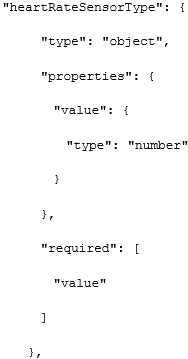 "heartRateSensorType": {
"type": "object",
"properties": {
"value": {
"type": "number"
}
},
"required": [
"value"
]
},